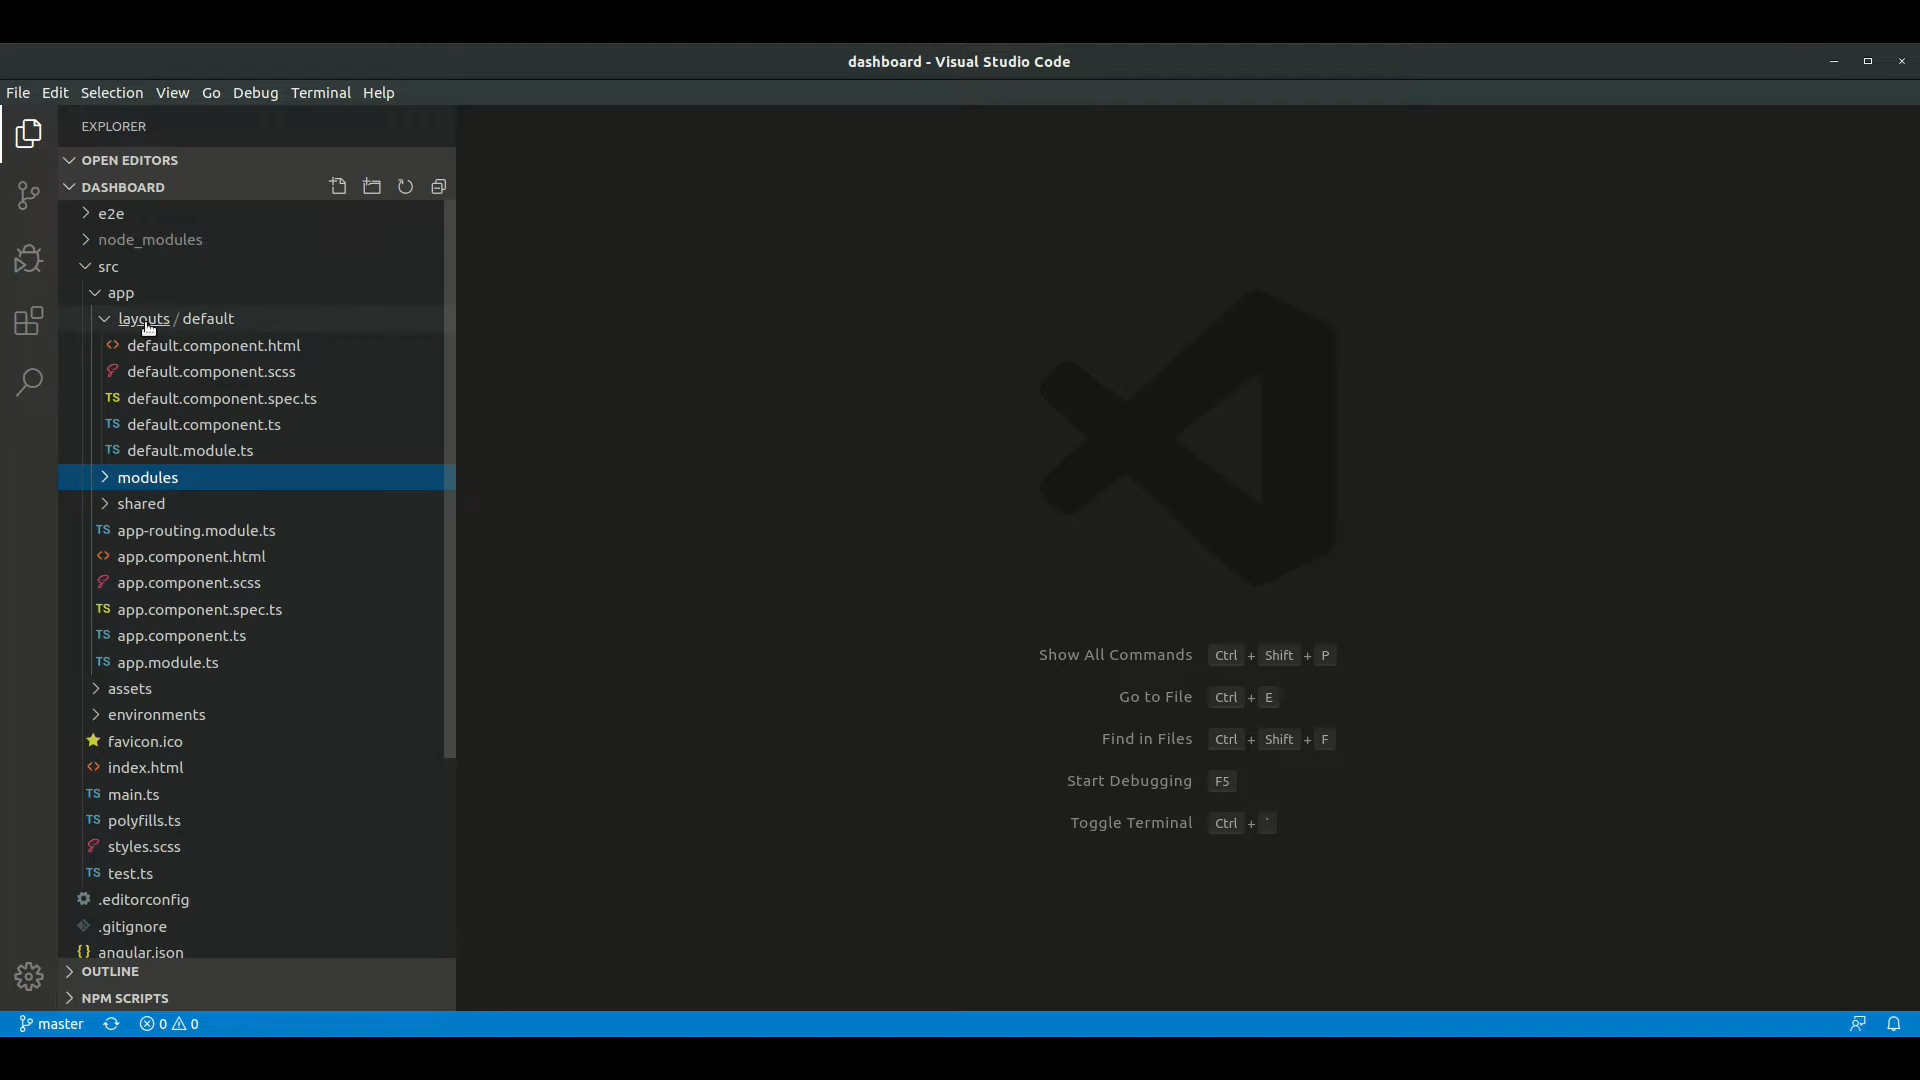 dashboard - Visual Studio Code
File Edit Selection View Go Debug Terminal Help
EXPLORER
OPEN EDITORS
DASHBOARD
e2e
node_modules
src
app
layouts / default
default.component.html
default.component.scss
TS default.component.spec.ts
TS default.component.ts
TS default.module.ts
modules
shared
TS app-routing.module.ts
app.component.html
app.component.scss
TS app.component.spec.ts
TS app.component.ts
TS app.module.ts
assets
environments
favicon.ico
index.html
TS main.ts
TS polyfills.ts
styles.scss
TS test.ts
.editorconfig
.gitignore
{} angular.json
OUTLINE
NPM SCRIPTS
Show All Commands Ctrl + Shift + P
Go to File Ctrl + E
Find in Files Ctrl + Shift + F
Start Debugging F5
Toggle Terminal Ctrl + `
master 0 0